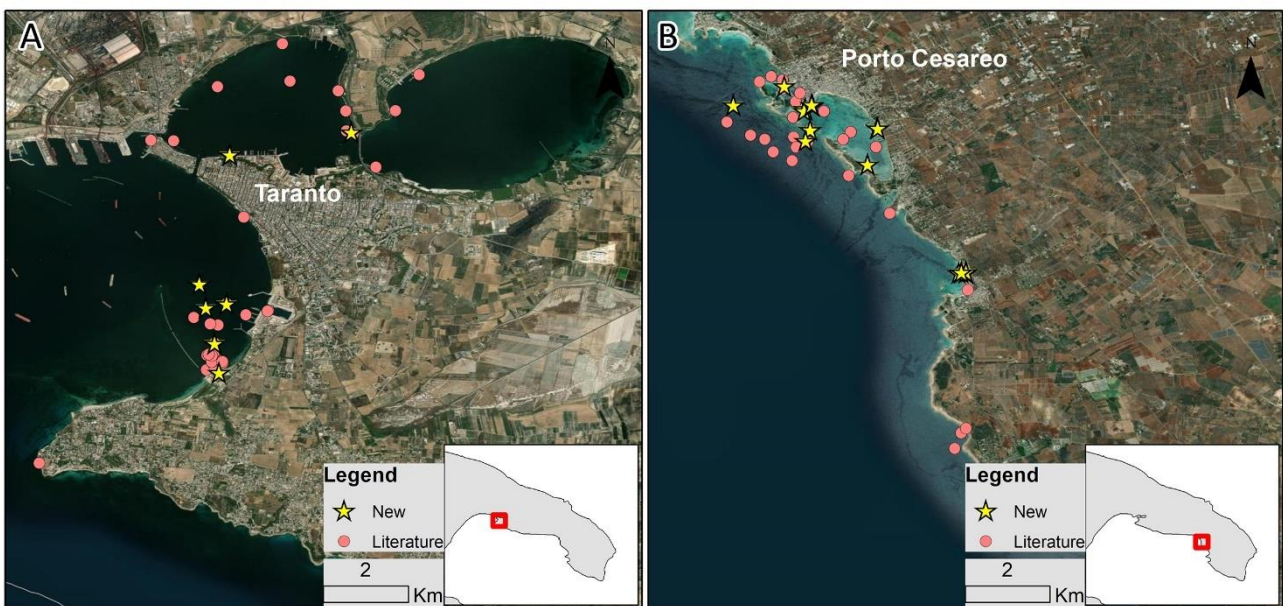 A
N
Taranto
Legend
New
Literature
2
Km
B
N
Porto Cesareo
Legend
New
Literature
2
Km